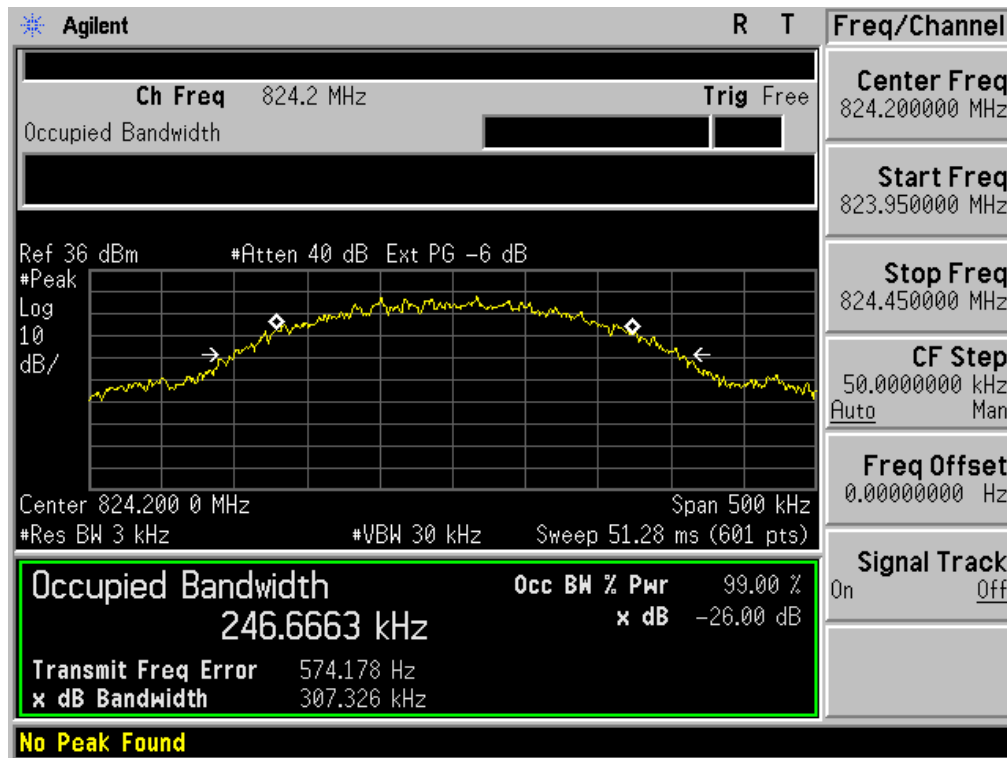 Agilent R T
Ch Freq 824.2 MHz Trig Free
Occupied Bandwidth
Ref 36 dBm #Atten 40 dB Ext PG -6 dB
#Peak
Log
10
dB/
Center 824.200 0 MHz Span 500 kHz
#Res BW 3 kHz #VBW 30 kHz Sweep 51.28 ms (601 pts)
Occupied Bandwidth Occ BW % Pwr 99.00 %
246.6663 kHz x dB -26.00 dB
Transmit Freq Error 574.178 Hz
x dB Bandwidth 307.326 kHz
No Peak Found
Freq/Channel
Center Freq
824.200000 MHz
Start Freq
823.950000 MHz
Stop Freq
824.450000 MHz
CF Step
50.0000000 kHz
Auto Man
Freq Offset
0.00000000 Hz
Signal Track
On Off